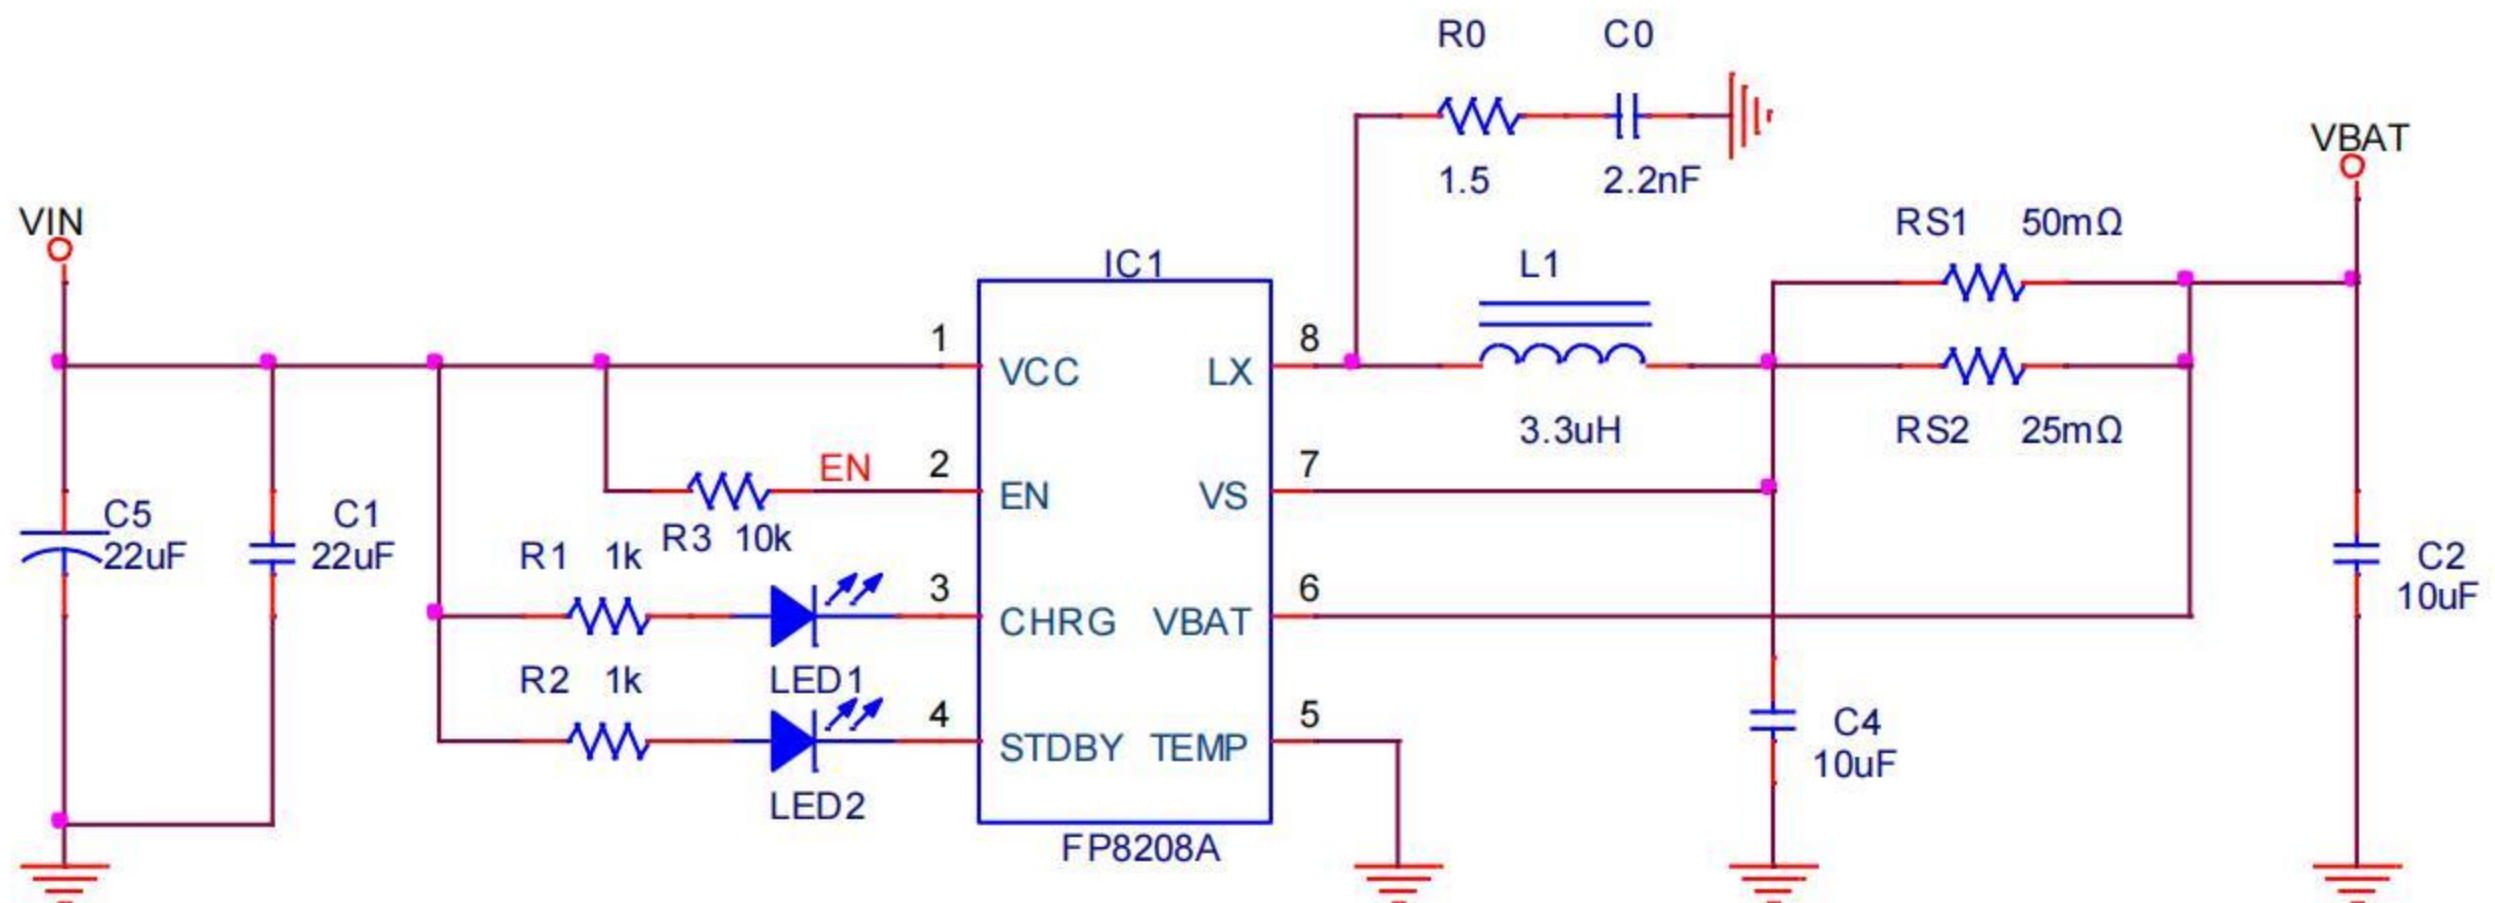 R0 C0
1.5 2.2nF
VBAT
VIN
RS1 50mΩ
IC1
L1
1 8
VCC LX
3.3uH
RS2 25mΩ
EN 2 7
EN VS
C5
22uF
C1
22uF
R3 10k
R1 1k
3 6
CHRG VBAT
C2
10uF
R2 1k
LED1
4 5
STDBY TEMP
C4
10uF
LED2
FP8208A